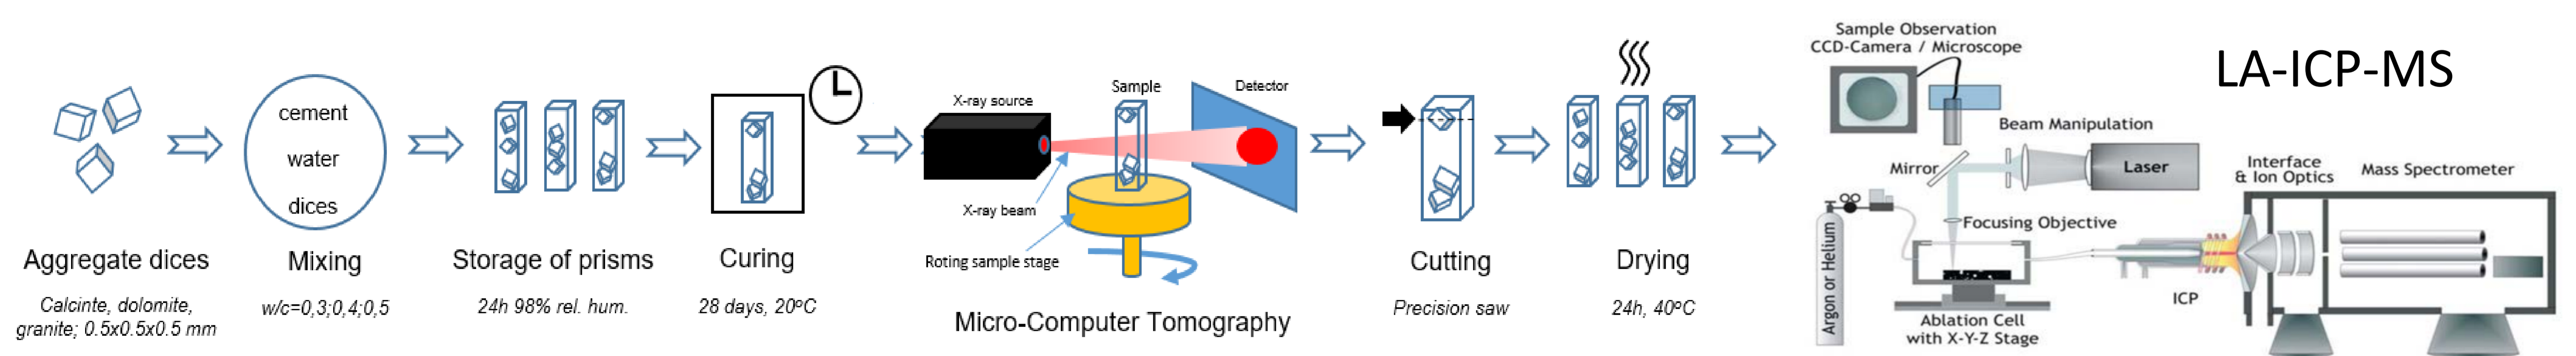 Aggregate dices
Calcinte, dolomite,
granite; 0.5x0.5x0.5 mm
cement
water
dices
Mixing
w/c=0,3;0,4;0,5
Storage of prisms
24h 98% rel. hum.
Curing
28 days, 20ºC
X-ray source
Sample
Detector
X-ray beam
Roting sample stage
Micro-Computer Tomography
Cutting
Precision saw
Drying
24h, 40ºC
LA-ICP-MS
Sample Observation
CCD-Camera / Microscope
Beam Manipulation
Mirror
Laser
Focusing Objective
Argon or Helium
Ablation Cell
with X-Y-Z Stage
ICP
Interface
& Ion Optics
Mass Spectrometer